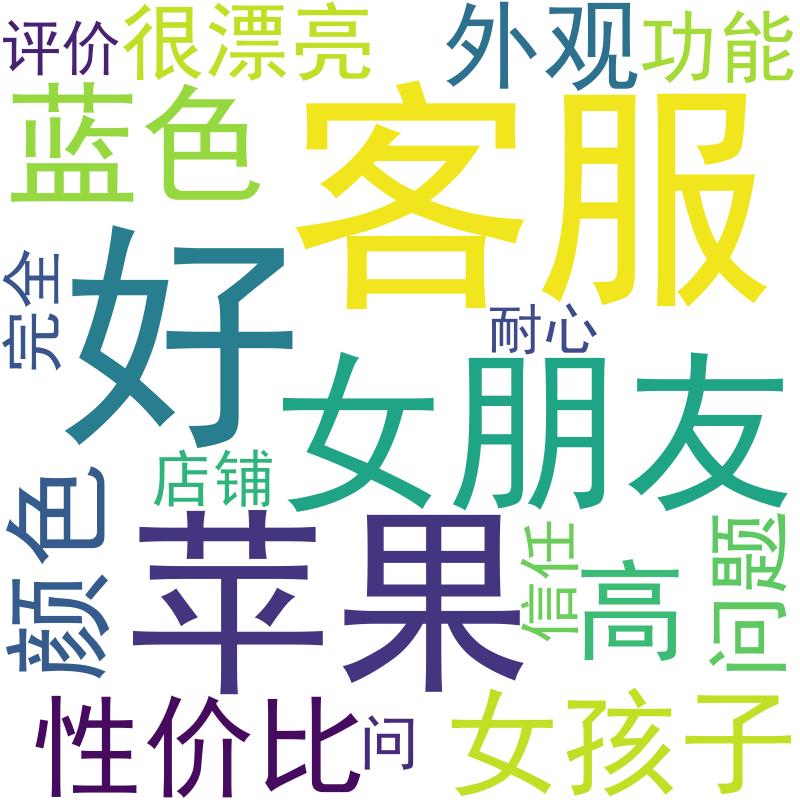 评价
很漂亮
外观
功能
蓝色
客服
完全
好
耐心
女朋友
店铺
颜色
苹果
信任
高
问题
性价比
问
女孩子